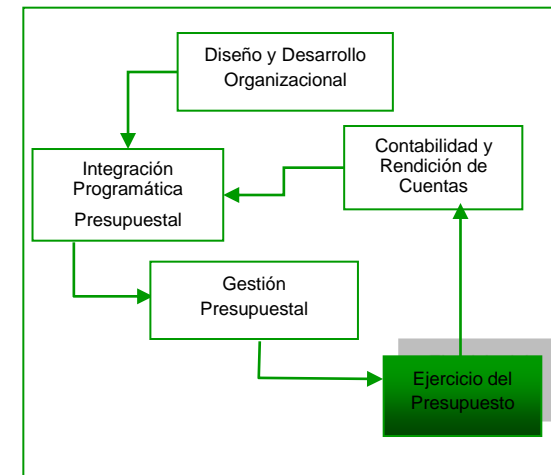 Diseño y Desarrollo
Organizacional
Contabilidad y
Rendición de
Cuentas
Integración
Programática
Presupuestal
Gestión
Presupuestal
Ejercicio del
Presupuesto